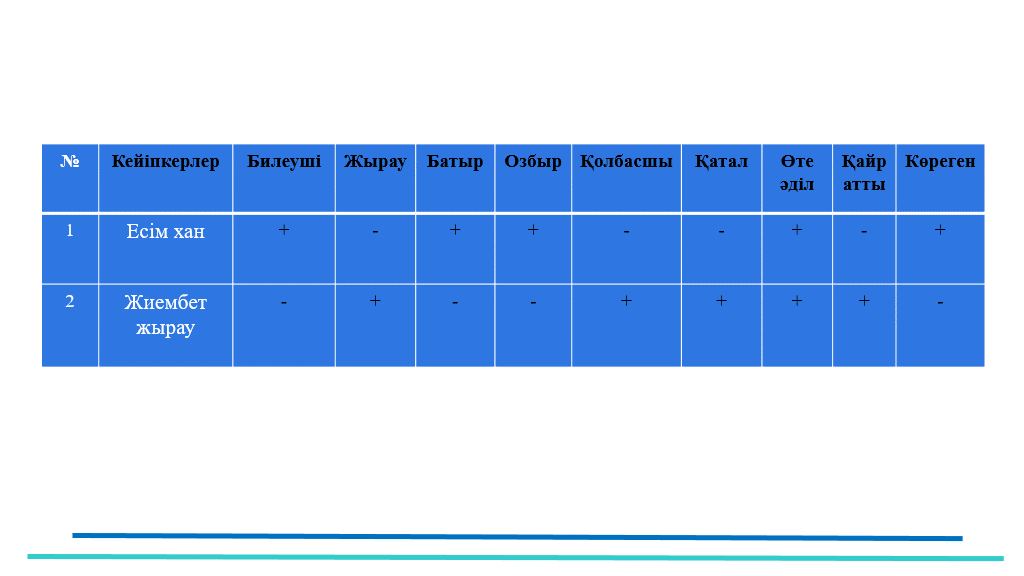 № Кейіпкерлер Билеуші Жырау Батыр Озбыр Қолбасшы Қатал Өте әділ Қайр атты Көреген
1 Есім хан + - + + - - + - +
2 Жиембет жырау - + - - + + + + -